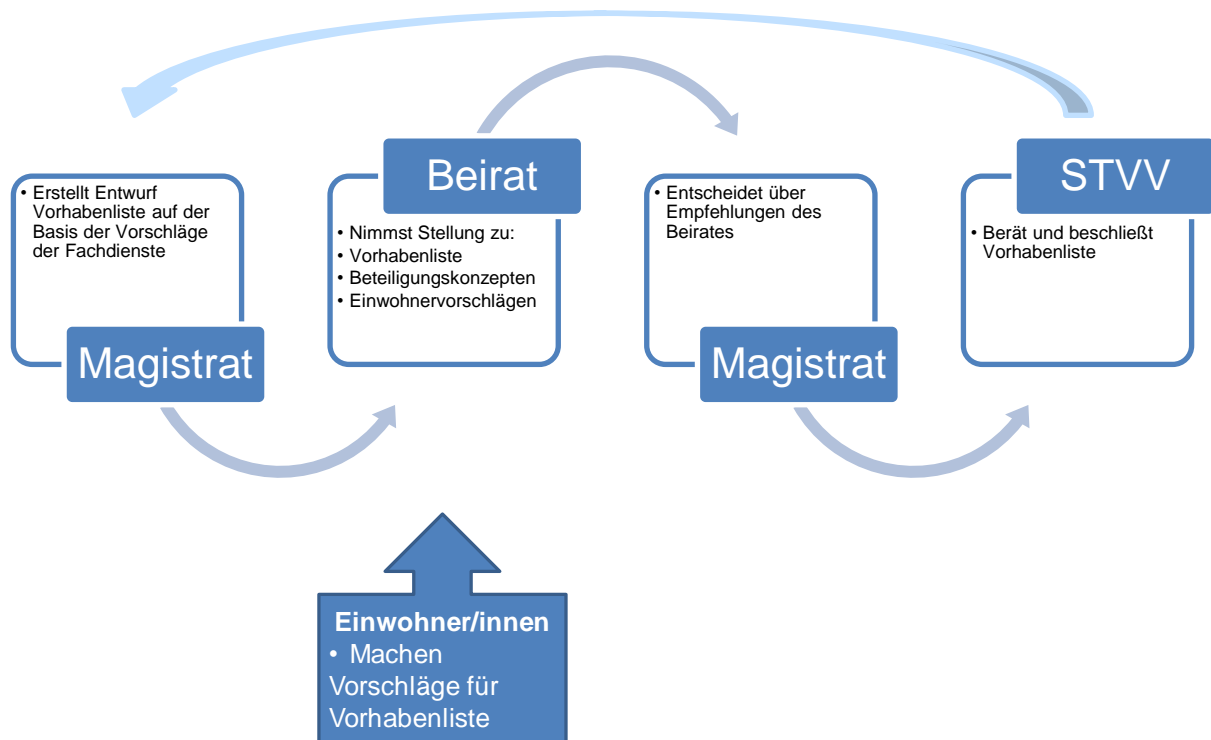 • Erstellt Entwurf
Vorhabenliste auf der
Basis der Vorschläge
der Fachdienste
Magistrat
Beirat
• Nimmst Stellung zu:
• Vorhabenliste
• Beteiligungskonzepten
• Einwohnervorschlägen
• Entscheidet über
Empfehlungen des
Beirates
Magistrat
STVV
• Berät und beschließt
Vorhabenliste
Einwohner/innen
• Machen
Vorschläge für
Vorhabenliste